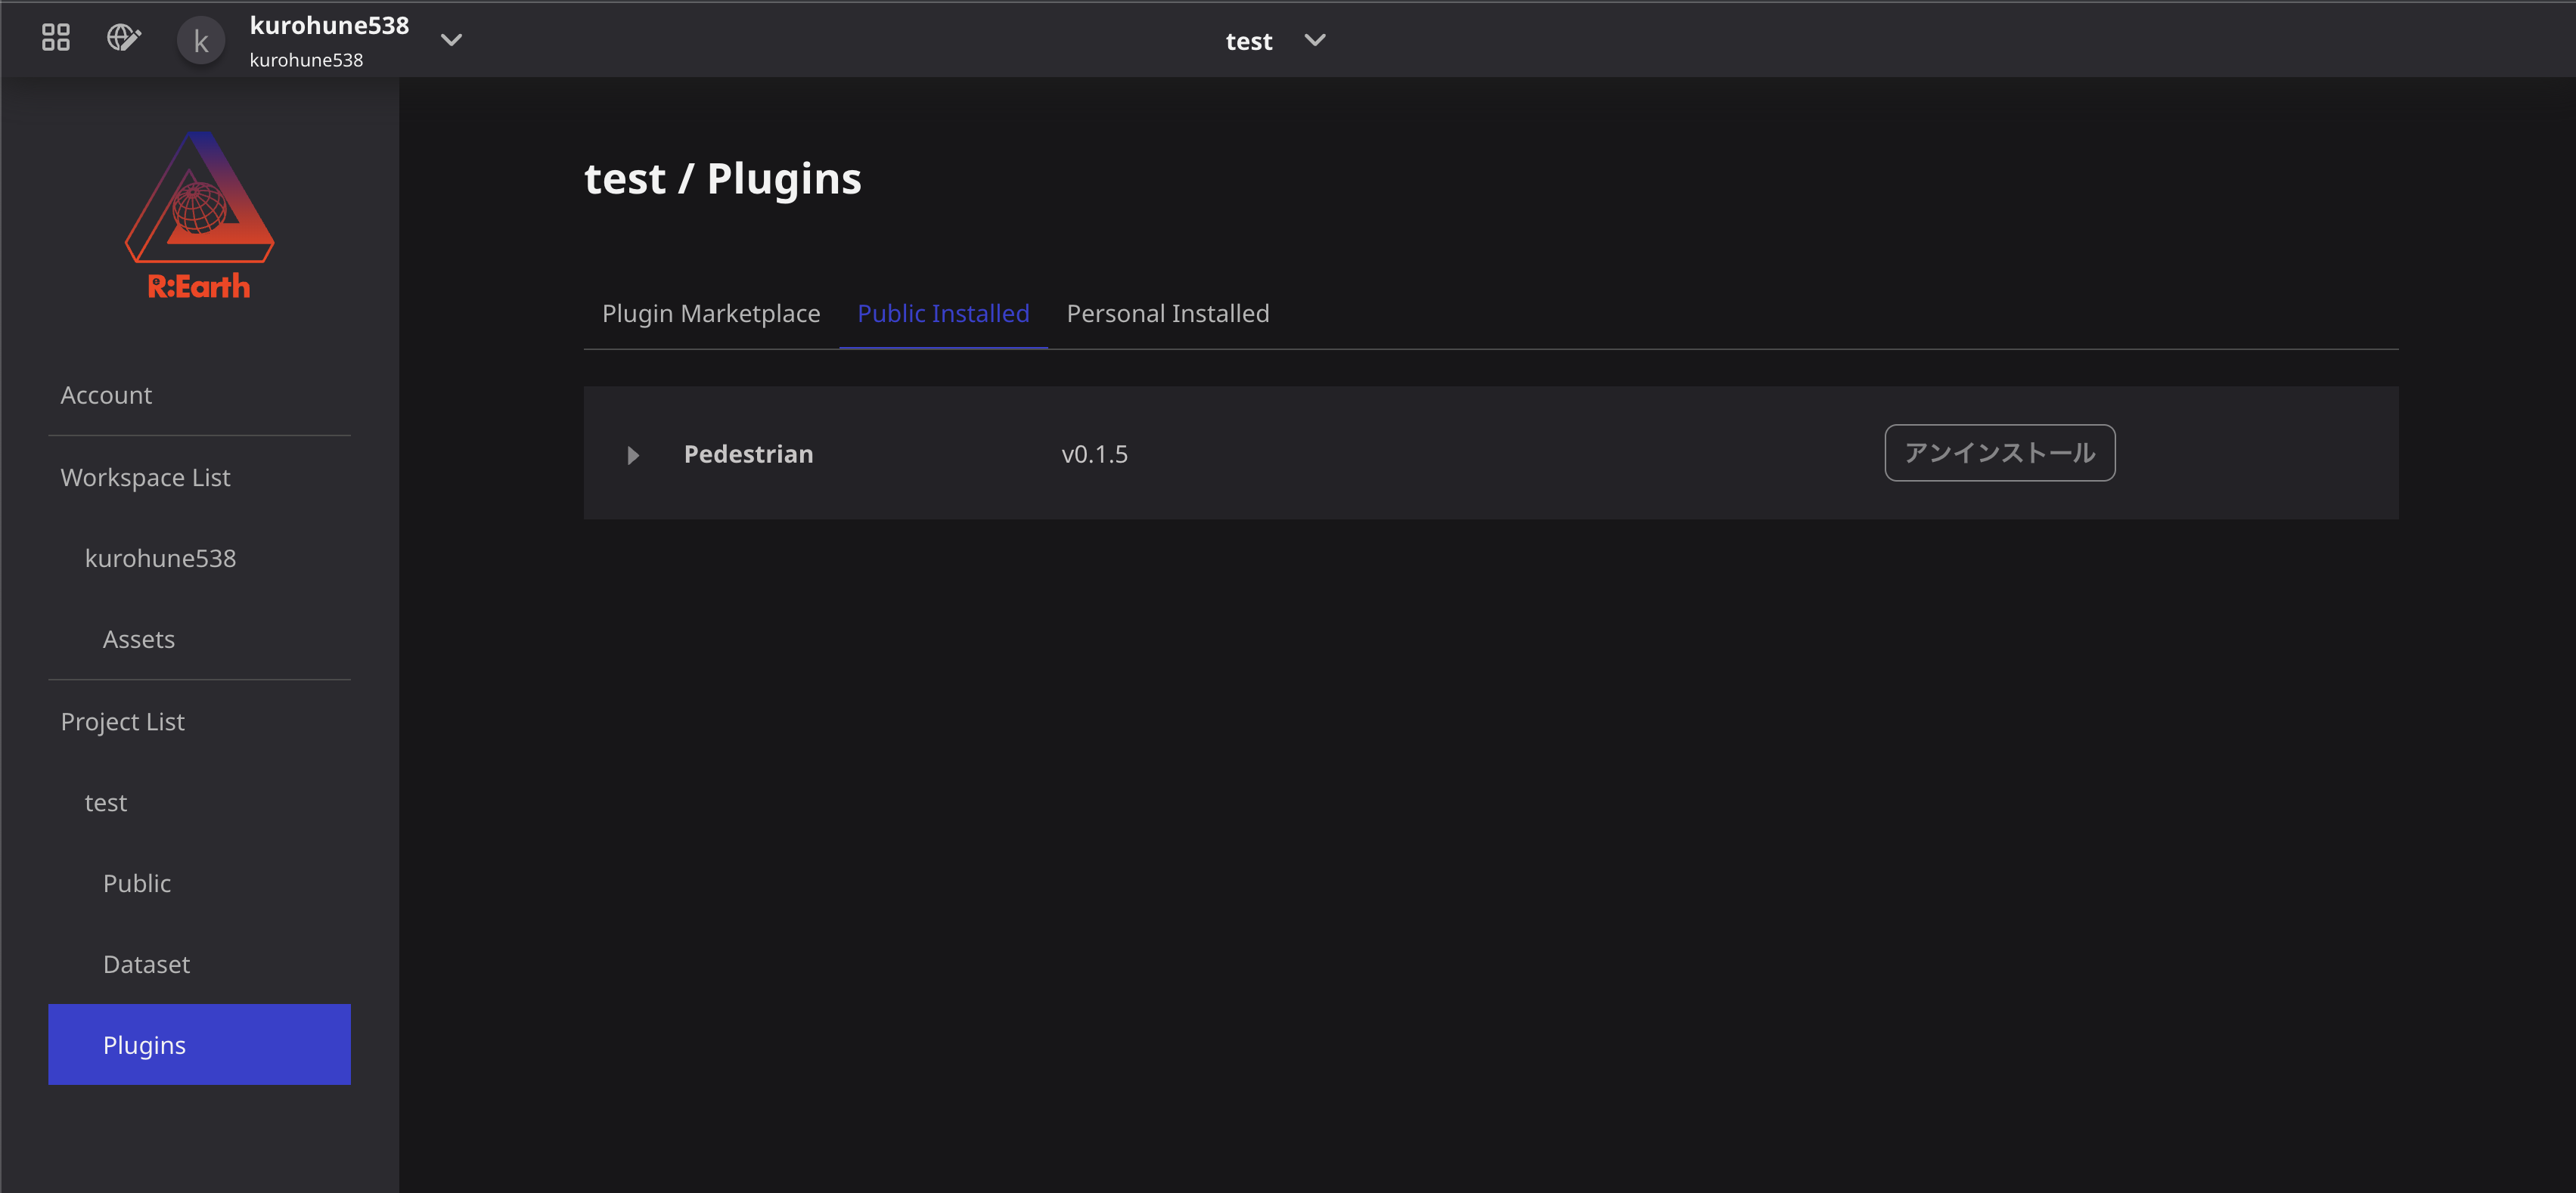 k
kurohune538
kurohune538
test
R:Earth
Account
Workspace List
kurohune538
Assets
Project List
test
Public
Dataset
Plugins
test / Plugins
Plugin Marketplace
Public Installed
Personal Installed
Pedestrian
v0.1.5
アンインストール